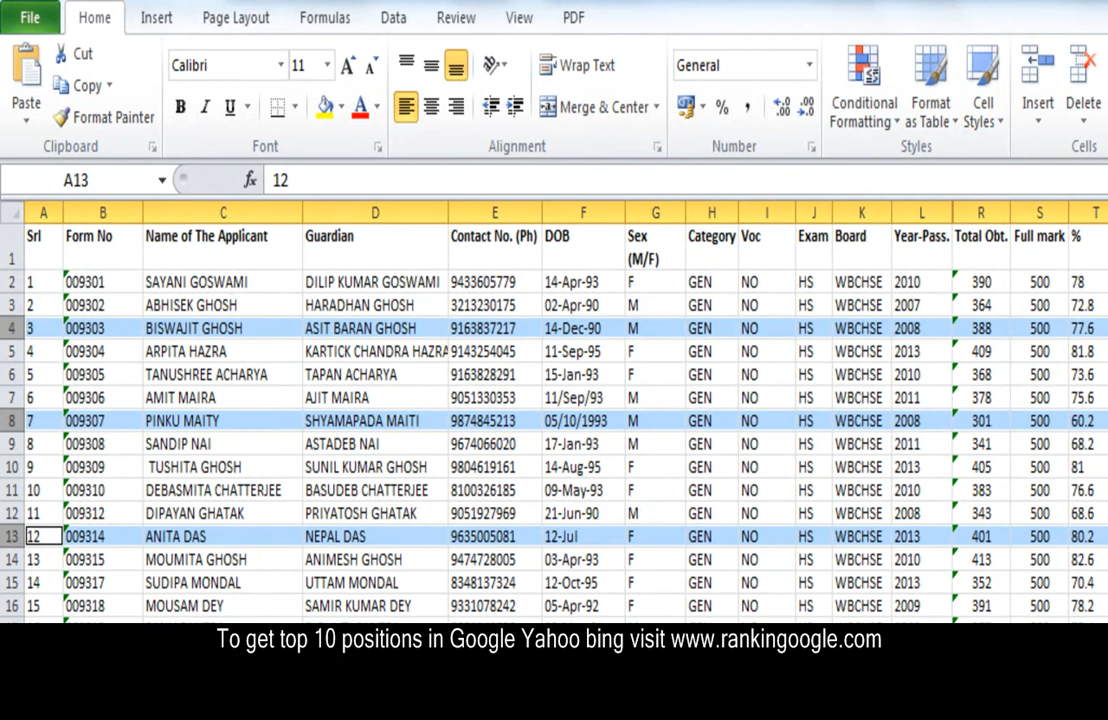 File Home Insert Page Layout Formulas Data Review View PDF
Cut
Calibri 11 A A Wrap Text General
Copy
Paste Format Painter B I U A Merge & Center % , Conditional Formatting Format as Table Cell Styles Insert Delete
Clipboard Font Alignment Number Styles Cells
A13 fx 12
A B C D E F G H I J K L R S T
1 Srl Form No Name of The Applicant Guardian Contact No. (Ph) DOB Sex (M/F) Category Voc Exam Board Year-Pass. Total Obt. Full mark %
2 1 009301 SAYANI GOSWAMI DILIP KUMAR GOSWAMI 9433605779 14-Apr-93 F GEN NO HS WBCHSE 2010 390 500 78
3 2 009302 ABHISEK GHOSH HARADHAN GHOSH 3213230175 02-Apr-90 M GEN NO HS WBCHSE 2007 364 500 72.8
4 3 009303 BISWAJIT GHOSH ASIT BARAN GHOSH 9163837217 14-Dec-90 M GEN NO HS WBCHSE 2008 388 500 77.6
5 4 009304 ARPITA HAZRA KARTICK CHANDRA HAZRA 9143254045 11-Sep-95 F GEN NO HS WBCHSE 2013 409 500 81.8
6 5 009305 TANUSHREE ACHARYA TAPAN ACHARYA 9163828291 15-Jan-93 F GEN NO HS WBCHSE 2010 368 500 73.6
7 6 009306 AMIT MAIRA AJIT MAIRA 9051330353 11/Sep/93 M GEN NO HS WBCHSE 2011 378 500 75.6
8 7 009307 PINKU MAITY SHYAMAPADA MAITI 9874845213 05/10/1993 M GEN NO HS WBCHSE 2008 301 500 60.2
9 8 009308 SANDIP NAI ASTADEB NAI 9674066020 17-Jan-93 M GEN NO HS WBCHSE 2011 341 500 68.2
10 9 009309 TUSHITA GHOSH SUNIL KUMAR GHOSH 9804619161 14-Aug-95 F GEN NO HS WBCHSE 2013 405 500 81
11 10 009310 DEBASMITA CHATTERJEE BASUDEB CHATTERJEE 8100326185 09-May-93 F GEN NO HS WBCHSE 2010 383 500 76.6
12 11 009312 DIPAYAN GHATAK PRIYATOSH GHATAK 9051927969 21-Jun-90 M GEN NO HS WBCHSE 2008 343 500 68.6
13 12 009314 ANITA DAS NEPAL DAS 9635005081 12-Jul F GEN NO HS WBCHSE 2013 401 500 80.2
14 13 009315 MOUMITA GHOSH ANIMESH GHOSH 9474728005 03-Apr-93 F GEN NO HS WBCHSE 2010 413 500 82.6
15 14 009317 SUDIPA MONDAL UTTAM MONDAL 8348137324 12-Oct-95 F GEN NO HS WBCHSE 2013 352 500 70.4
16 15 009318 MOUSAM DEY SAMIR KUMAR DEY 9331078242 05-Apr-92 F GEN NO HS WBCHSE 2009 391 500 78.2
To get top 10 positions in Google Yahoo bing visit www.rankingoogle.com